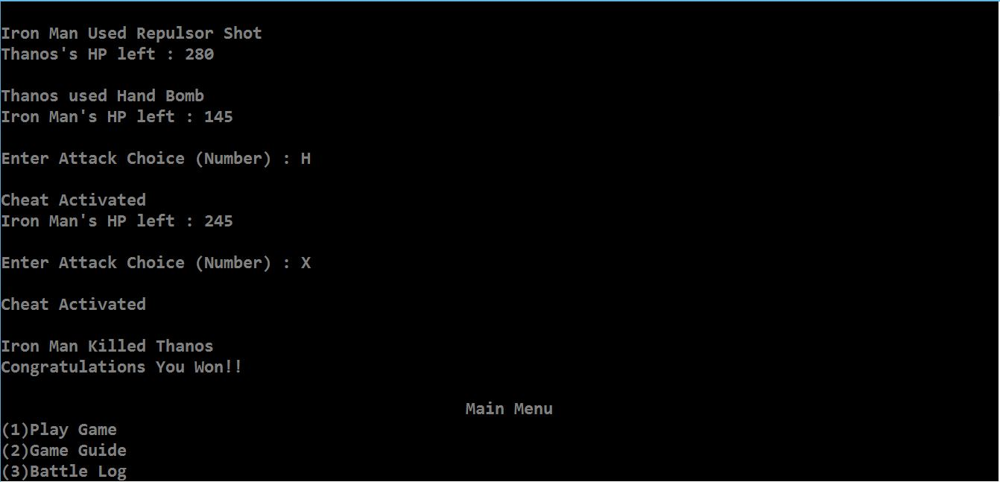 Iron Man Used Repulsor Shot
Thanos's HP left : 280
Thanos used Hand Bomb
Iron Man's HP left : 145
Enter Attack Choice (Number) : H
Cheat Activated
Iron Man's HP left : 245
Enter Attack Choice (Number) : X
Cheat Activated
Iron Man Killed Thanos
Congratulations You Won!!
Main Menu
(1)Play Game
(2)Game Guide
(3)Battle Log